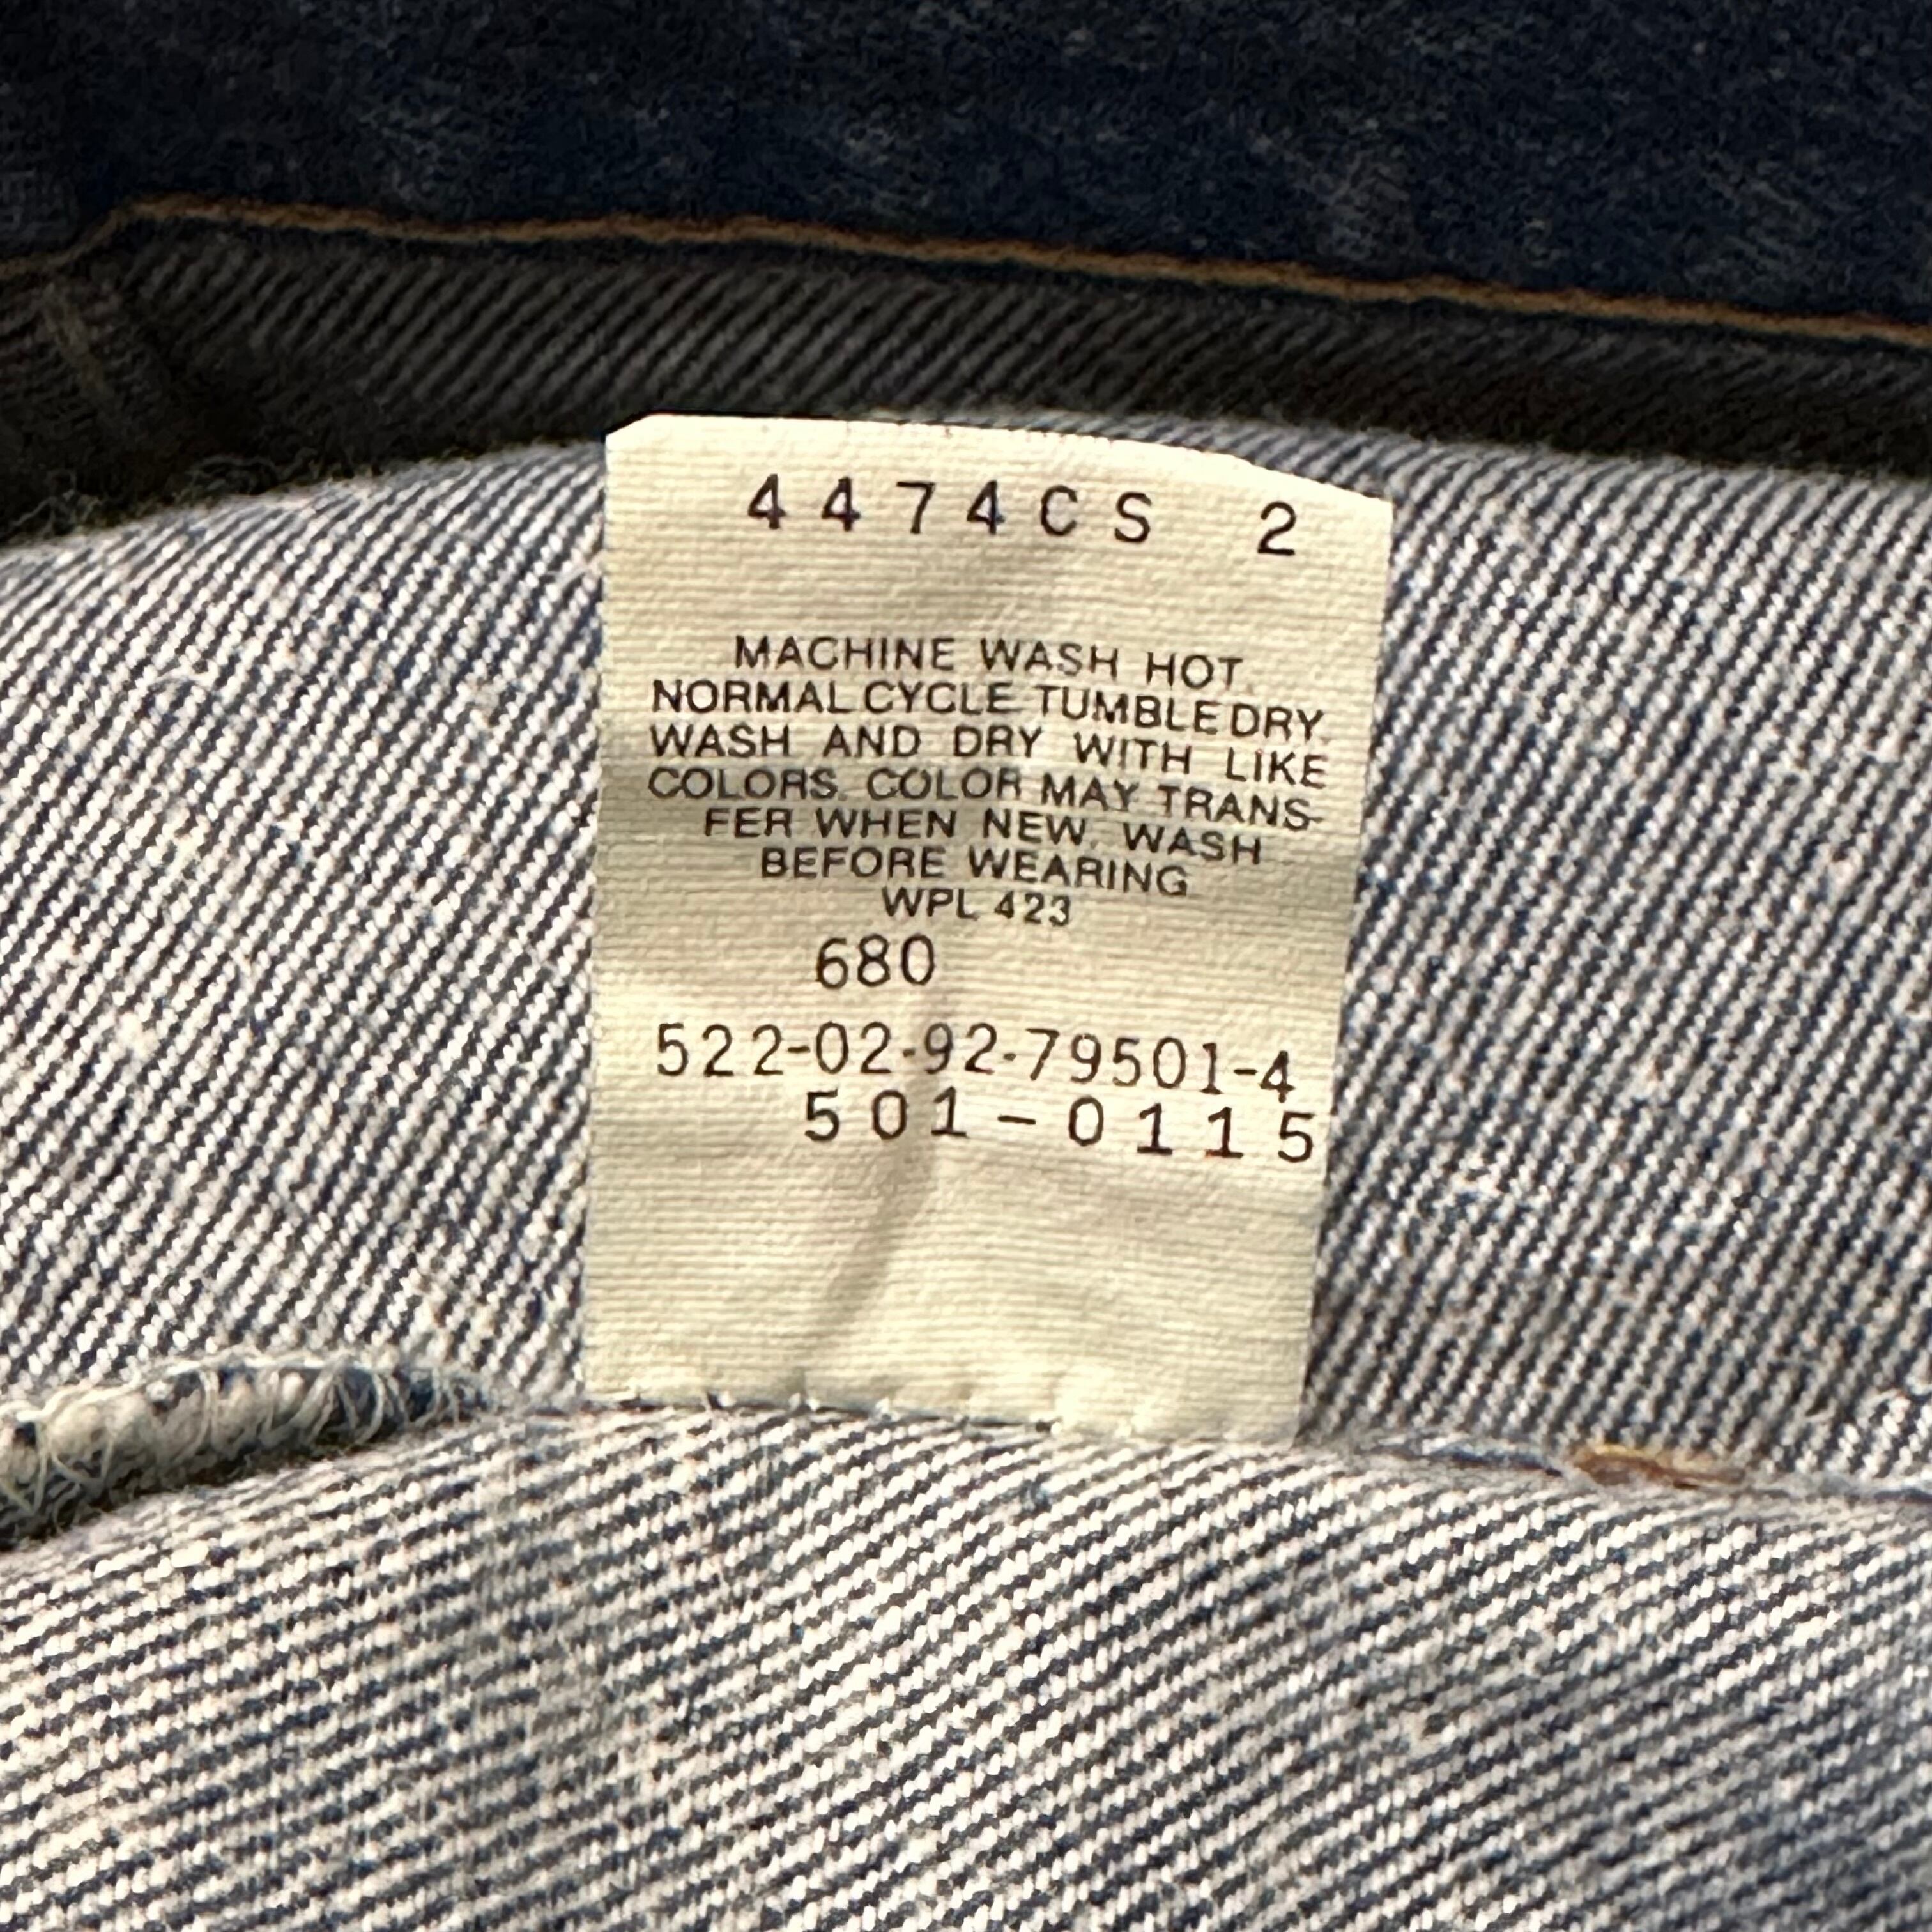 4474CS 2
MACHINE WASH HOT.
NORMAL CYCLE TUMBLE DRY.
WASH AND DRY WITH LIKE
COLORS. COLOR MAY TRANS-
FER WHEN NEW. WASH
BEFORE WEARING
WPL 423
680
522-02-92-79501-4
501-0115